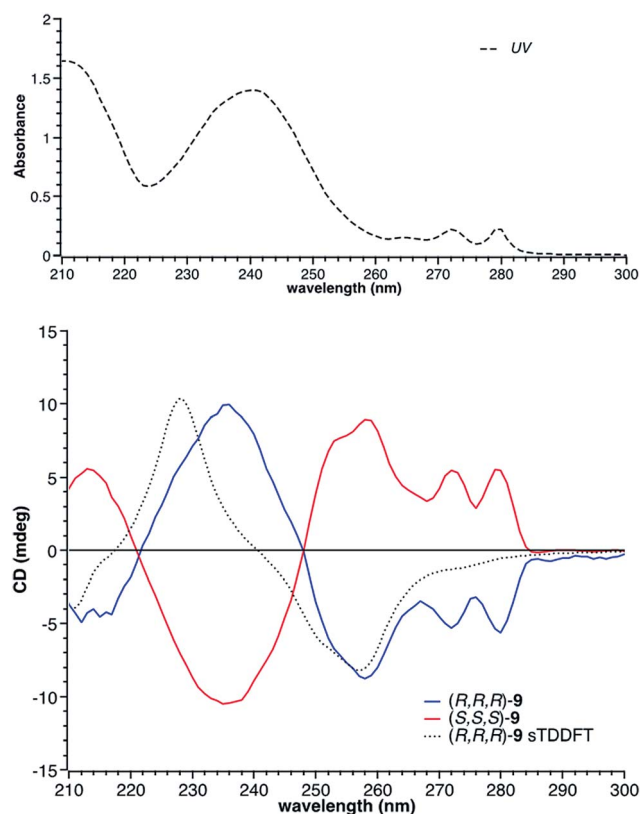 2
1.5
1
0.5
0
Absorbance
UV
210 220 230 240 250 260 270 280 290 300
wavelength (nm)
15
10
5
0
-5
-10
-15
CD (mdeg)
(R,R,R)-9
(S,S,S)-9
(R,R,R)-9 sTDDFT
210 220 230 240 250 260 270 280 290 300
wavelength (nm)